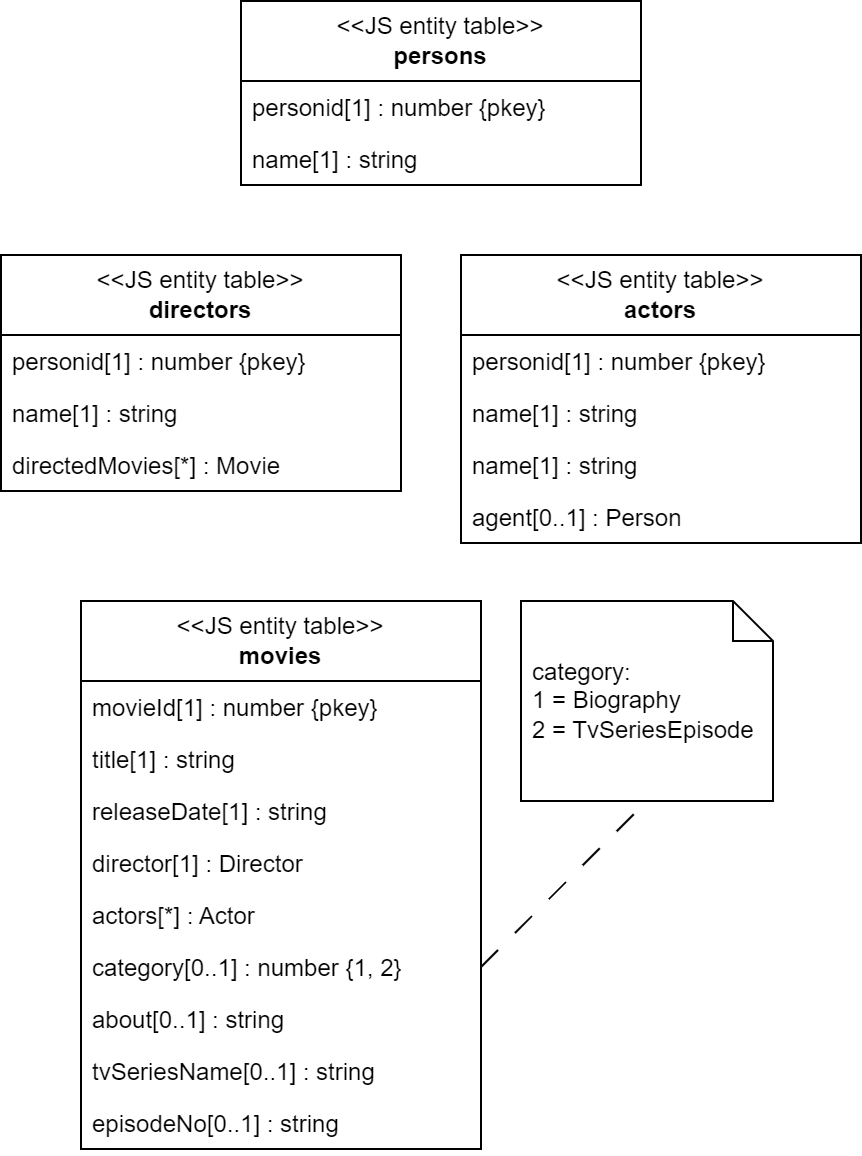 <<JS entity table>>
persons
personid[1] : number {pkey}
name[1] : string
<<JS entity table>>
directors
personid[1] : number {pkey}
name[1] : string
directedMovies[*] : Movie
<<JS entity table>>
actors
personid[1] : number {pkey}
name[1] : string
name[1] : string
agent[0..1] : Person
<<JS entity table>>
movies
movieId[1] : number {pkey}
title[1] : string
releaseDate[1] : string
director[1] : Director
actors[*] : Actor
category[0..1] : number {1, 2}
about[0..1] : string
tvSeriesName[0..1] : string
episodeNo[0..1] : string
category:
1 = Biography
2 = TvSeriesEpisode